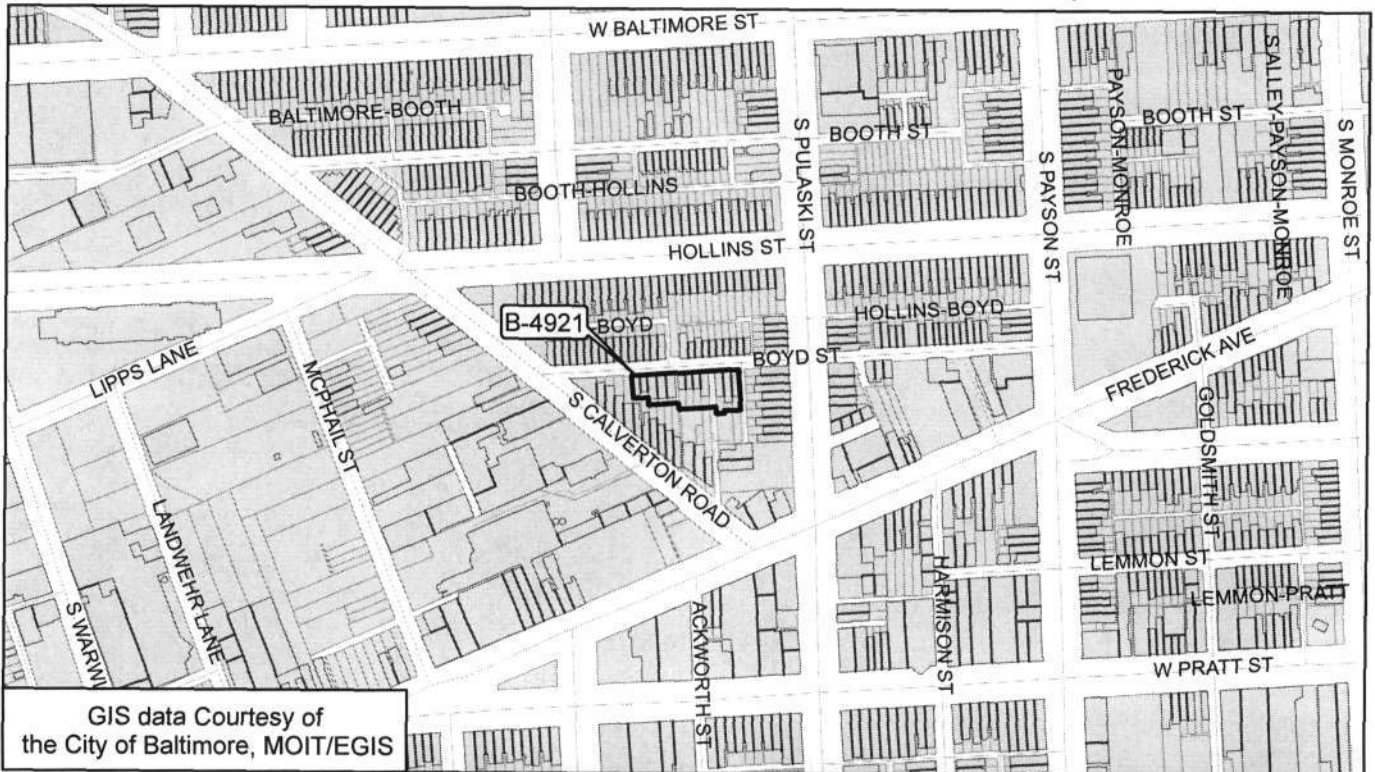 W BALTIMORE ST
BALTIMORE-BOOTH
BOOTH ST
BOOTH ST
BOOTH-HOLLINS
S PULASKI ST
S PAYSON ST
PAYSON-MONROE
SALLEY-PAYSON-MONROE
S MONROE ST
HOLLINS ST
B-4921
-BOYD
HOLLINS-BOYD
BOYD ST
LIPPS LANE
MCPHAIL ST
S CALVERTON ROAD
FREDERICK AVE
GOLDSMITH ST
LANDWEHR LANE
S WARWI
ACKWORTH ST
HARMISON ST
LEMMON ST
LEMMON-PRATT
W PRATT ST
GIS data Courtesy of
the City of Baltimore, MOIT/EGIS